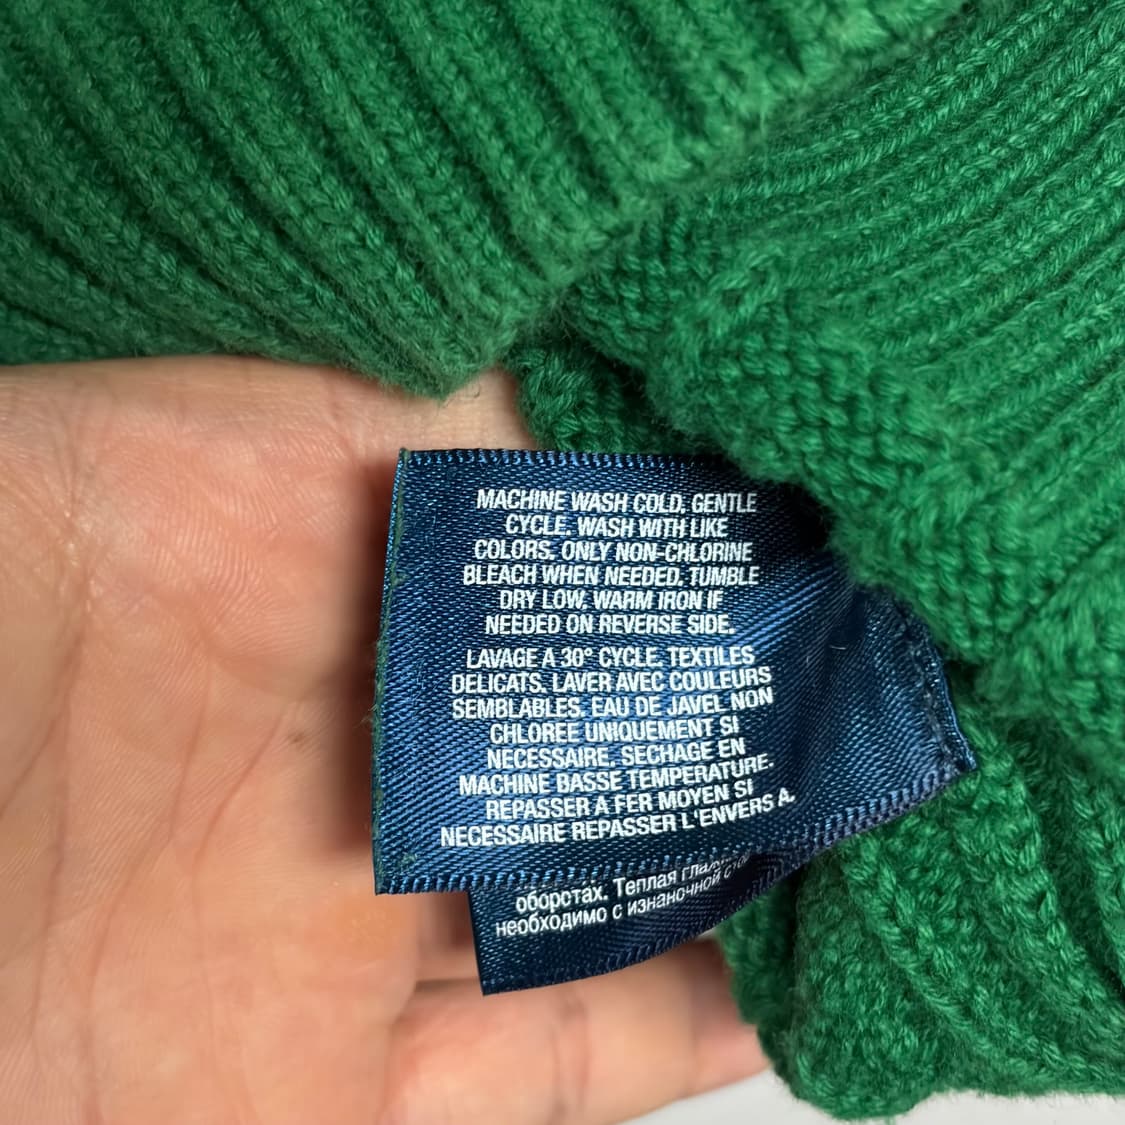 MACHINE WASH COLD. GENTLE
CYCLE. WASH WITH LIKE
COLORS. ONLY NON-CHLORINE
BLEACH WHEN NEEDED. TUMBLE
DRY LOW. WARM IRON IF
NEEDED ON REVERSE SIDE.
LAVAGE A 30° CYCLE. TEXTILES
DELICATS. LAVER AVEC COULEURS
SEMBLABLES. EAU DE JAVEL NON
CHLOREE UNIQUEMENT SI
NECESSAIRE. SECHAGE EN
MACHINE BASSE TEMPERATURE.
REPASSER A FER MOYEN SI
NECESSAIRE REPASSER L'ENVERS A.
оборотах. Теплая
необходимо с изнаночной